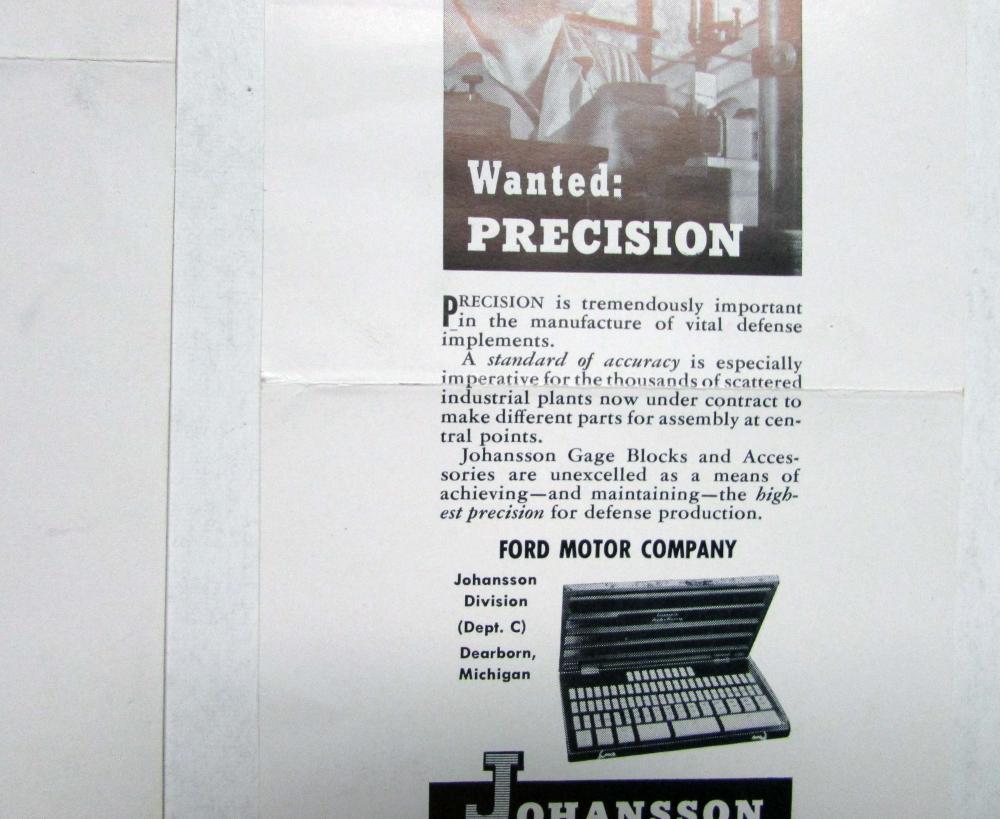 Wanted:
PRECISION
PRECISION is tremendously important
in the manufacture of vital defense
implements.
A standard of accuracy is especially
imperative for the thousands of scattered
industrial plants now under contract to
make different parts for assembly at cen-
tral points.
Johansson Gage Blocks and Acces-
sories are unexcelled as a means of
achieving—and maintaining—the high-
est precision for defense production.
FORD MOTOR COMPANY
Johansson
Division
(Dept. C)
Dearborn,
Michigan
JOHANSSON